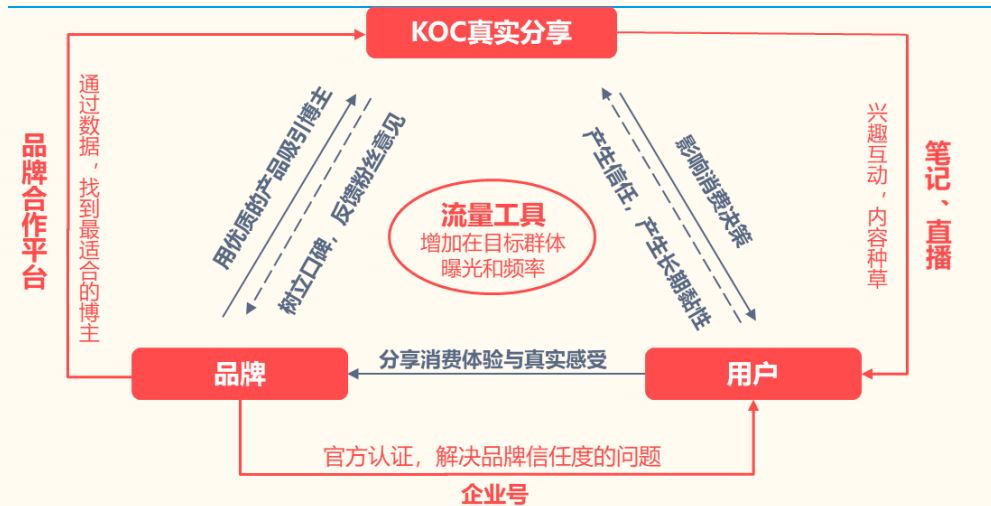 KOC真实分享
品牌合作平台
通过数据，找到最适合的博主
用优质的产品吸引博主
树立口碑，反馈粉丝意见
流量工具
增加在目标群体
曝光和频率
产生信任，产生长期黏性
影响消费决策
兴趣互动，内容种草
笔记、直播
品牌
分享消费体验与真实感受
用户
官方认证，解决品牌信任度的问题
企业号